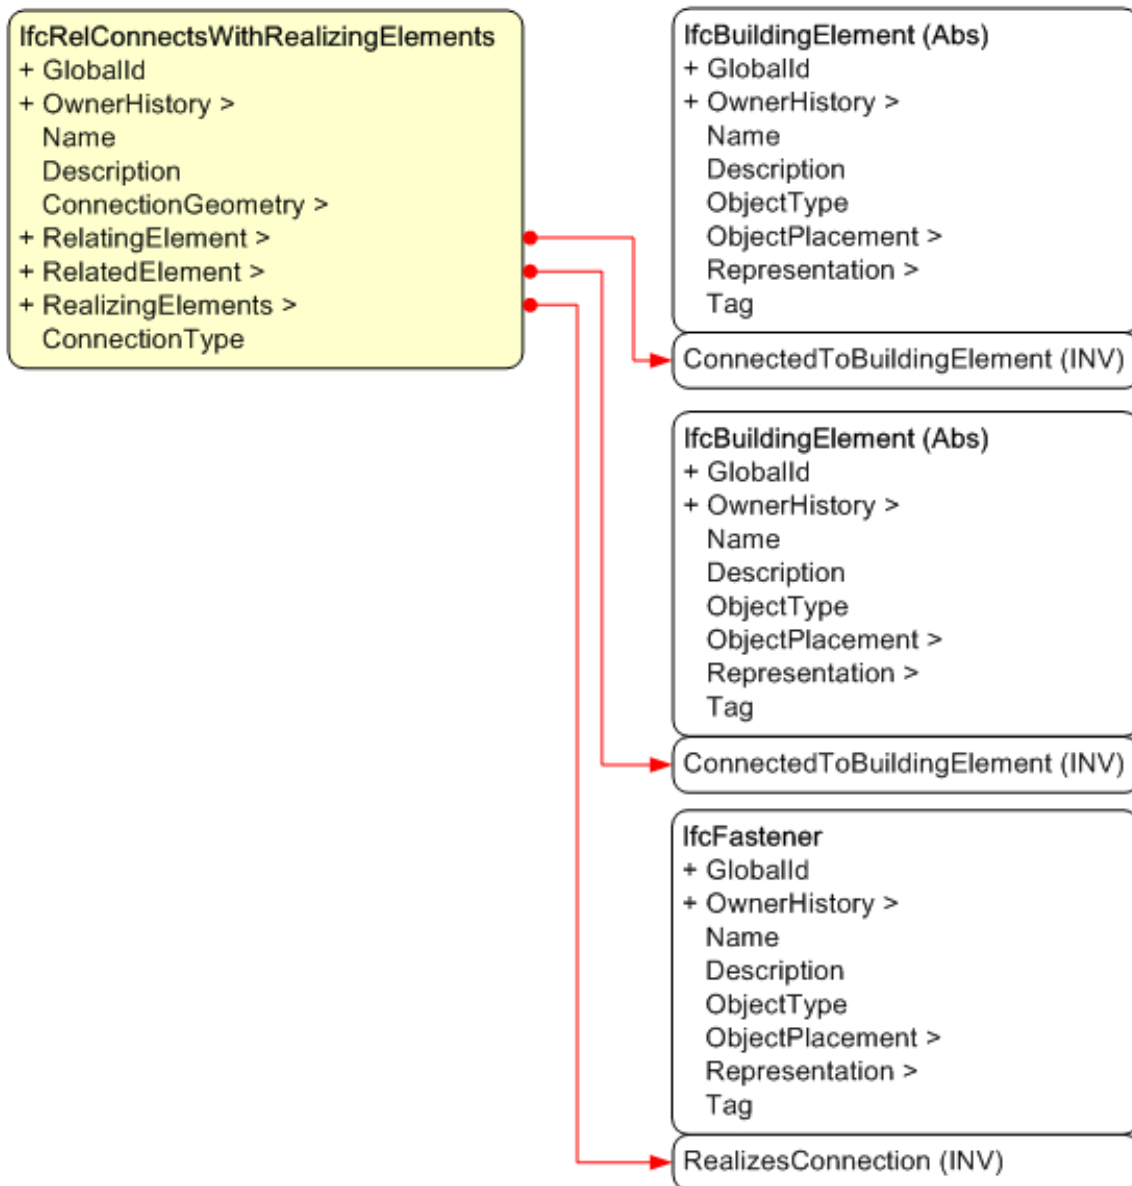 IfcRelConnectsWithRealizingElements
+ GlobalId
+ OwnerHistory >
Name
Description
ConnectionGeometry >
+ RelatingElement >
+ RelatedElement >
+ RealizingElements >
ConnectionType
IfcBuildingElement (Abs)
+ GlobalId
+ OwnerHistory >
Name
Description
ObjectType
ObjectPlacement >
Representation >
Tag
ConnectedToBuildingElement (INV)
IfcBuildingElement (Abs)
+ GlobalId
+ OwnerHistory >
Name
Description
ObjectType
ObjectPlacement >
Representation >
Tag
ConnectedToBuildingElement (INV)
IfcFastener
+ GlobalId
+ OwnerHistory >
Name
Description
ObjectType
ObjectPlacement >
Representation >
Tag
RealizesConnection (INV)